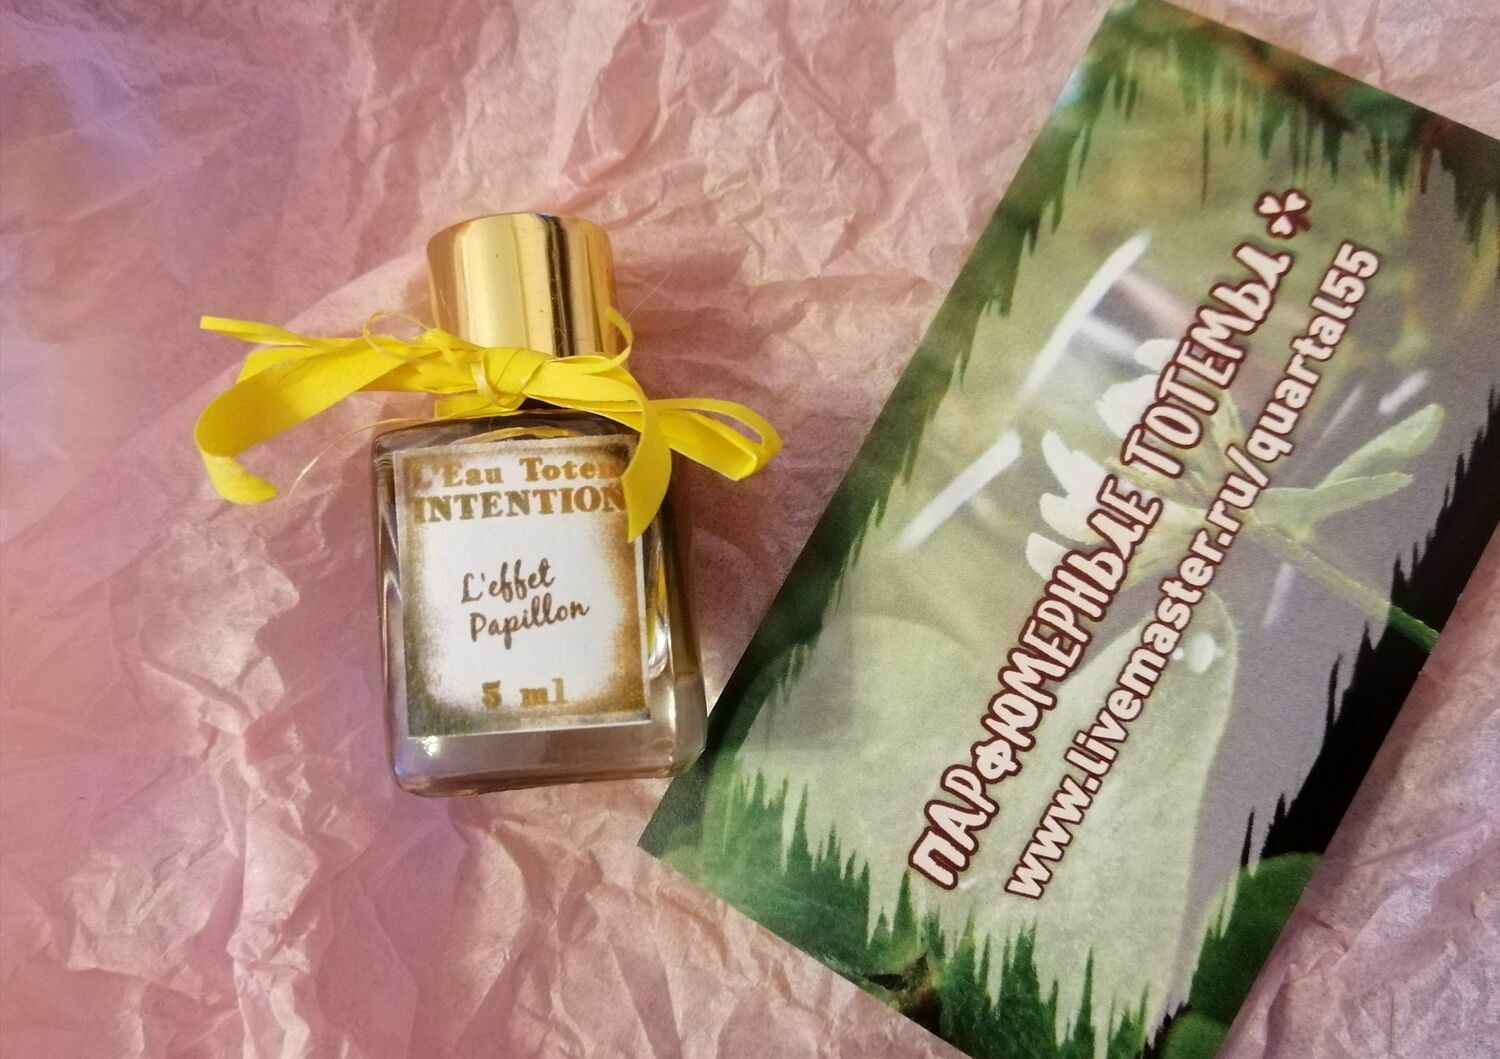 L'Eau Totem
INTENTION
L'effet
Papillon
5 ml
ПАРФЮМЕРНЫЕ ТОТЕМЫ
www.livemaster.ru/quartal55